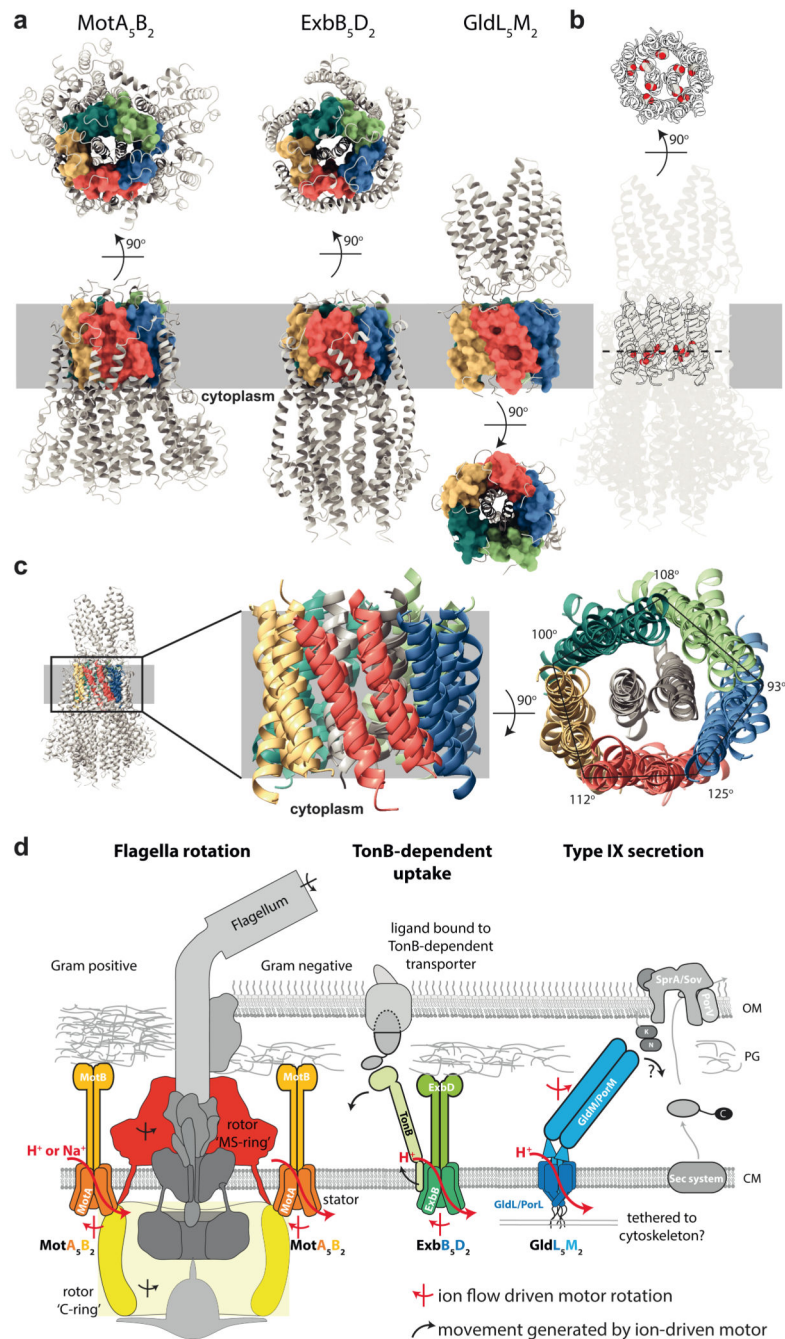 a
MotA5B2
ExbB5D2
GldL5M2
b
90°
90°
90°
90°
cytoplasm
90°
c
108°
100°
93°
90°
112°
125°
cytoplasm
d
Flagella rotation
TonB-dependent
uptake
Type IX secretion
Flagellum
ligand bound to
TonB-dependent
transporter
Gram positive
Gram negative
SprA/Sov
PorV
OM
K
N
PG
MotB
MotB
ExbD
GldM/PorM
?
TonB
C
rotor
'MS-ring'
H+ or Na+
H+
H+
Sec system
CM
MotA
MotA
stator
ExbB
GldL/PorL
MotA5B2
MotA5B2
ExbB5D2
GldL5M2
tethered to
cytoskeleton?
rotor
'C-ring'
ion flow driven motor rotation
movement generated by ion-driven motor